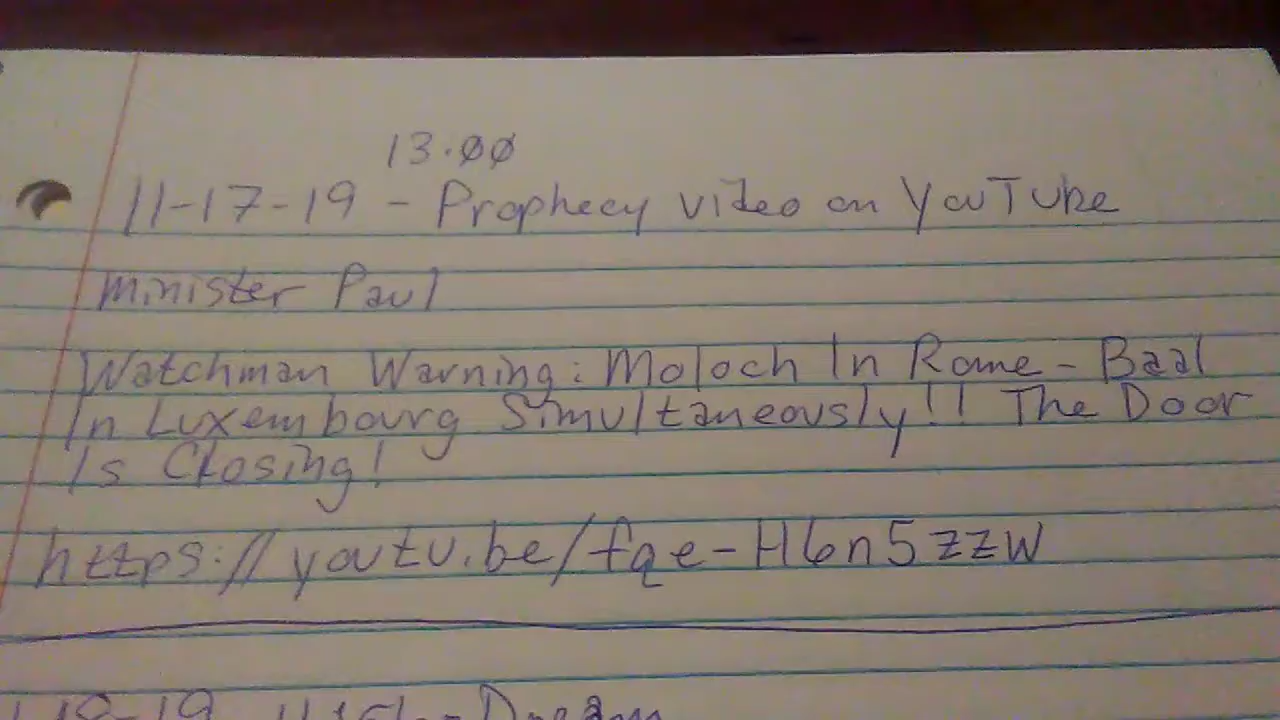 13.00
11-17-19 - Prophecy video on YouTube
Minister Paul
Watchman Warning: Moloch In Rome - Baal
In Luxembourg Simultaneously!! The Door
Is Closing!
https://youtu.be/fqe-H6n5zzW
- Dream